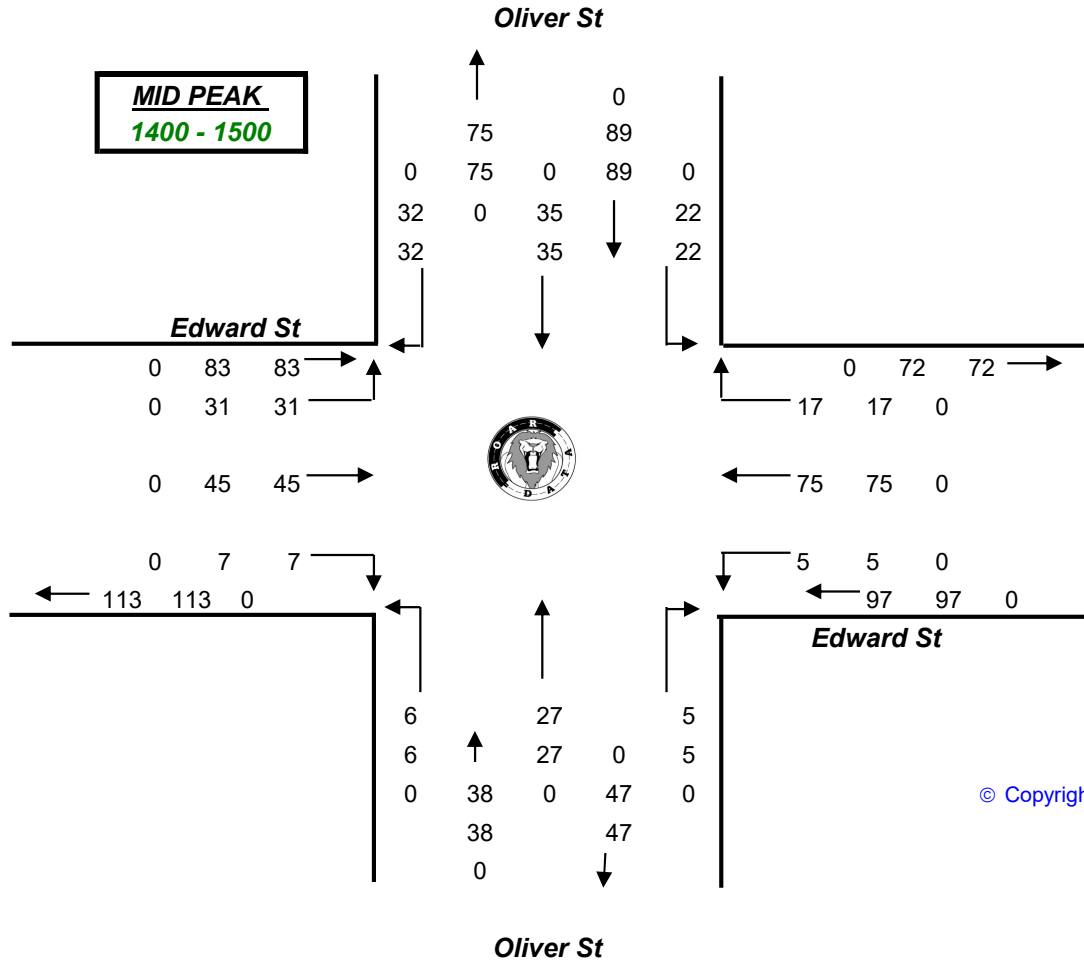 Oliver St
MID PEAK
1400 - 1500
0
75 89
0 75 0 89 0
32 0 35 22
32 35 22
Edward St
0 83 83
0 72 72
0 31 31
17 17 0
0 45 45
75 75 0
ROAR DATA
0 7 7
5 5 0
113 113 0
97 97 0
Edward St
6 27 5
6 27 0 5
0 38 0 47 0
© Copyrigh
38 47
0
Oliver St